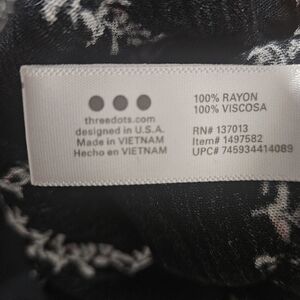 threedots.com
designed in U.S.A.
Made in VIETNAM
Hecho en VIETNAM
100% RAYON
100% VISCOSA
RN# 137013
Item# 1497582
UPC# 745934414089